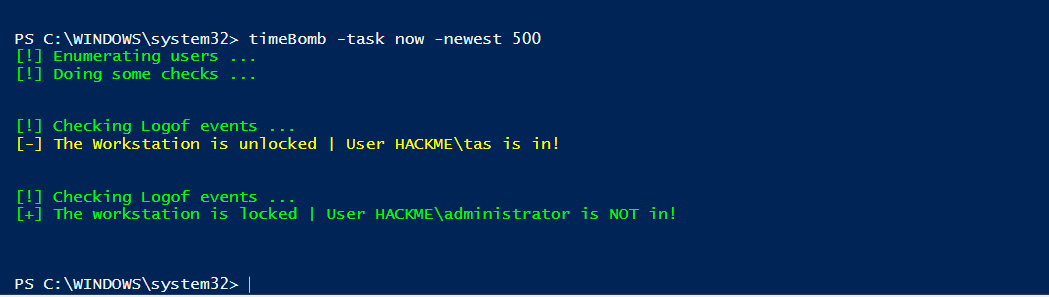 PS C:\WINDOWS\system32> timeBomb -task now -newest 500
[!] Enumerating users ...
[!] Doing some checks ...
[!] Checking Logof events ...
[-] The Workstation is unlocked | User HACKME\tas is in!
[!] Checking Logof events ...
[+] The workstation is locked | User HACKME\administrator is NOT in!
PS C:\WINDOWS\system32>